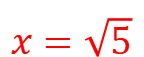 x = √5